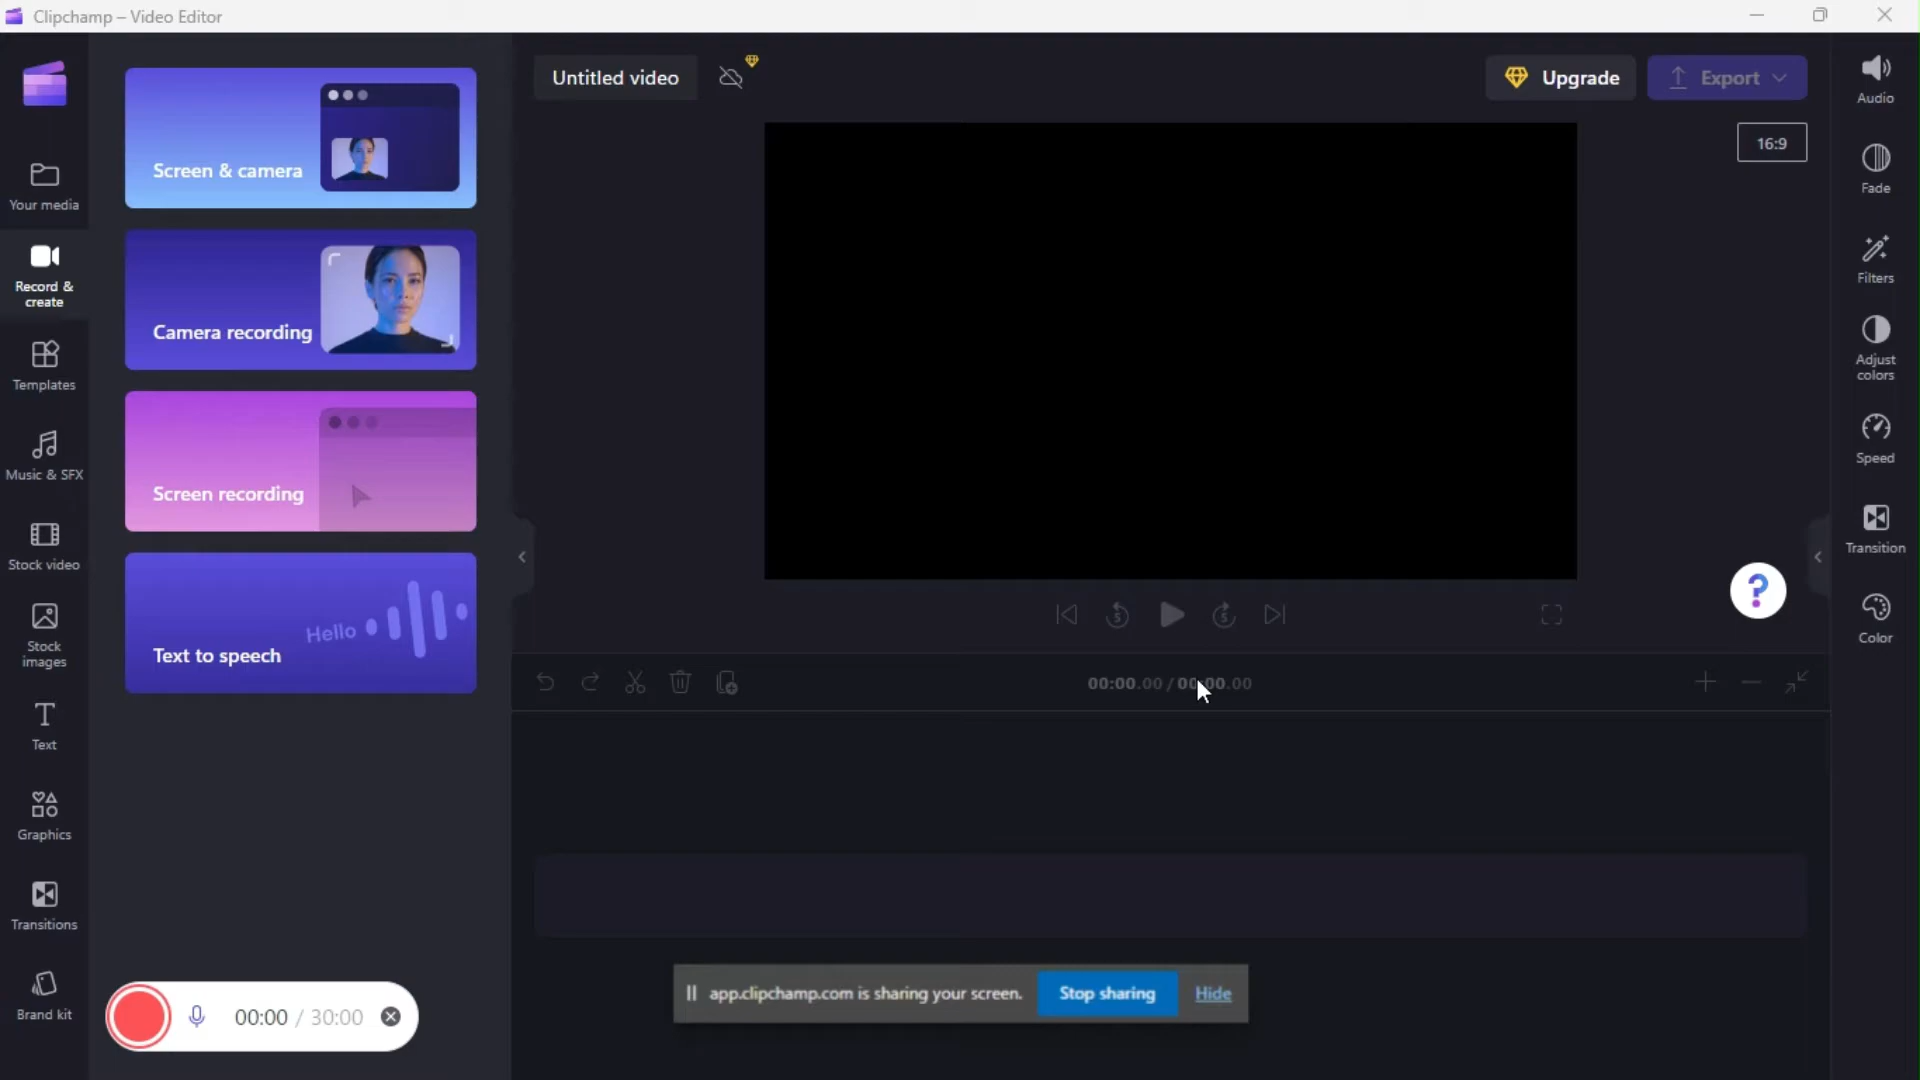 Clipchamp – Video Editor
Your media
Record &
create
Templates
Music & SFX
Stock video
Stock
images
Text
Graphics
Transitions
Brand kit
Screen & camera
Camera recording
Screen recording
Hello
Text to speech
00:00 / 30:00
Untitled video
Upgrade
Export
16:9
5
5
?
00:00.00 / 00:00.00
app.clipchamp.com is sharing your screen.
Stop sharing
Hide
Audio
Fade
Filters
Adjust
colors
Speed
Transition
Color